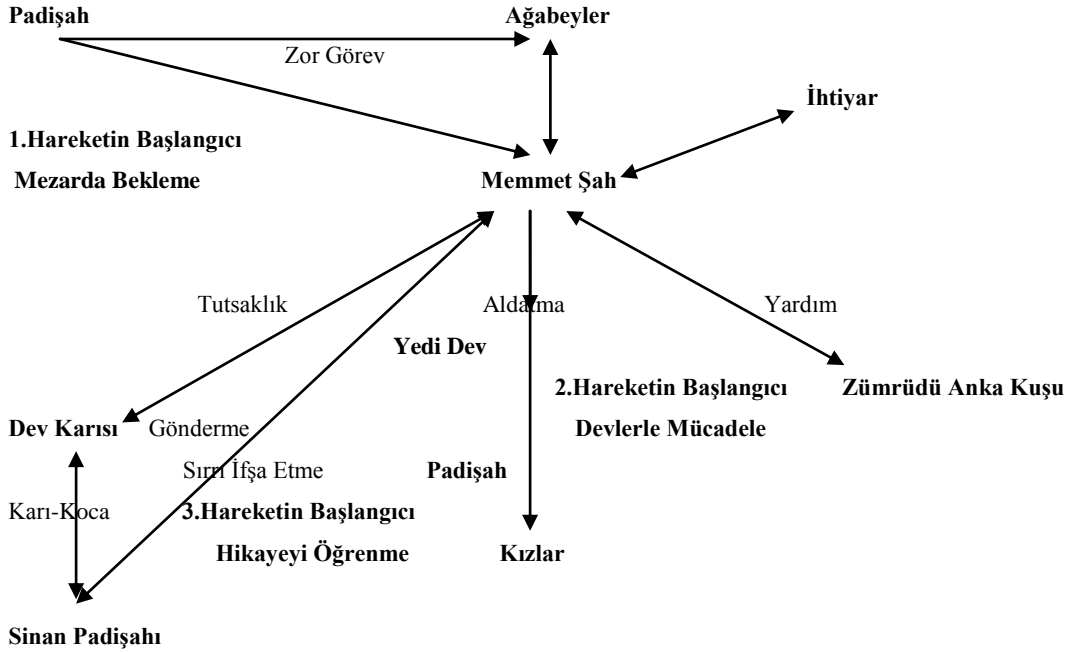 Padişah
Ağabeyler
Zor Görev
İhtiyar
1.Hareketin Başlangıcı
Mezarda Bekleme
Memmet Şah
Tutsaklık
Aldatma
Yardım
Yedi Dev
2.Hareketin Başlangıcı
Zümrüdü Anka Kuşu
Dev Karısı
Gönderme
Devlerle Mücadele
Sırrı İfşa Etme
Padişah
Karı-Koca
3.Hareketin Başlangıcı
Hikayeyi Öğrenme
Kızlar
Sinan Padişahı